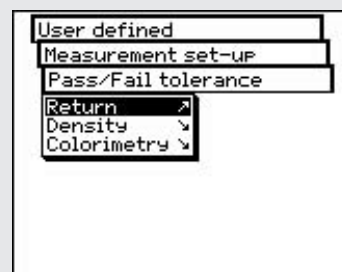 User defined
Measurement set-up
Pass/Fail tolerance
Return ↗
Density ↘
Colorimetry ↘